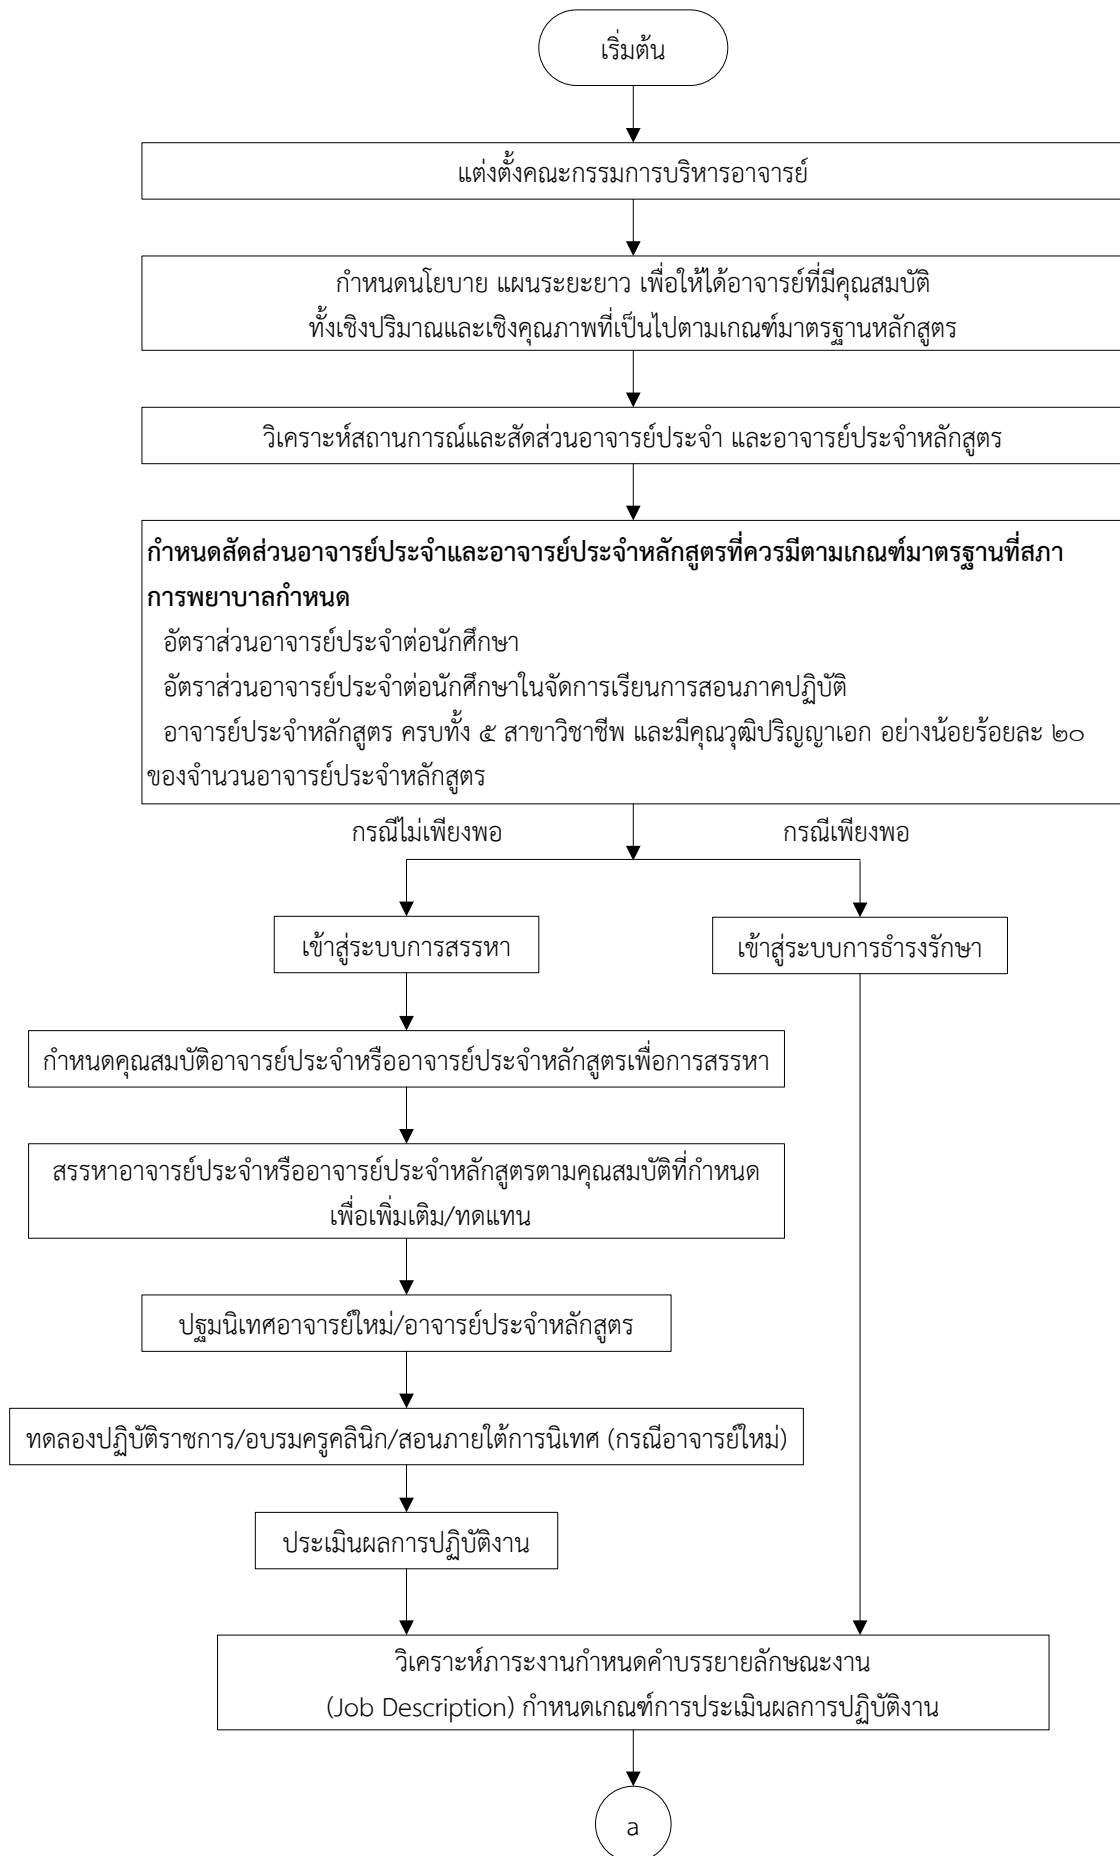 เริ่มต้น
แต่งตั้งคณะกรรมการบริหารอาจารย์
กำหนดนโยบาย แผนระยะยาว เพื่อให้ได้อาจารย์ที่มีคุณสมบัติ
ทั้งเชิงปริมาณและเชิงคุณภาพที่เป็นไปตามเกณฑ์มาตรฐานหลักสูตร
วิเคราะห์สถานการณ์และสัดส่วนอาจารย์ประจำ และอาจารย์ประจำหลักสูตร
กำหนดสัดส่วนอาจารย์ประจำและอาจารย์ประจำหลักสูตรที่ควรมีตามเกณฑ์มาตรฐานที่สภา
การพยาบาลกำหนด
อัตราส่วนอาจารย์ประจำต่อนักศึกษา
อัตราส่วนอาจารย์ประจำต่อนักศึกษาในจัดการเรียนการสอนภาคปฏิบัติ
อาจารย์ประจำหลักสูตร ครบทั้ง ๕ สาขาวิชาชีพ และมีคุณวุฒิปริญญาเอก อย่างน้อยร้อยละ ๒๐
ของจำนวนอาจารย์ประจำหลักสูตร
กรณีไม่เพียงพอ
กรณีเพียงพอ
เข้าสู่ระบบการสรรหา
เข้าสู่ระบบการธำรงรักษา
กำหนดคุณสมบัติอาจารย์ประจำหรืออาจารย์ประจำหลักสูตรเพื่อการสรรหา
สรรหาอาจารย์ประจำหรืออาจารย์ประจำหลักสูตรตามคุณสมบัติที่กำหนด
เพื่อเพิ่มเติม/ทดแทน
ปฐมนิเทศอาจารย์ใหม่/อาจารย์ประจำหลักสูตร
ทดลองปฏิบัติราชการ/อบรมครูคลินิก/สอนภายใต้การนิเทศ (กรณีอาจารย์ใหม่)
ประเมินผลการปฏิบัติงาน
วิเคราะห์ภาระงานกำหนดคำบรรยายลักษณะงาน
(Job Description) กำหนดเกณฑ์การประเมินผลการปฏิบัติงาน
a